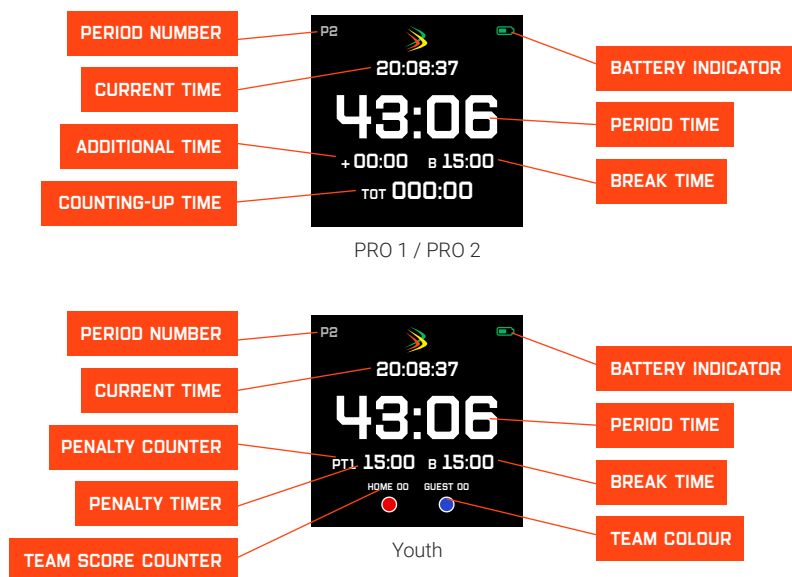 PERIOD NUMBER
CURRENT TIME
ADDITIONAL TIME
COUNTING-UP TIME
P2
20:08:37
43:06
+ 00:00 B 15:00
TOT 000:00
BATTERY INDICATOR
PERIOD TIME
BREAK TIME
PRO 1 / PRO 2
PERIOD NUMBER
CURRENT TIME
PENALTY COUNTER
PENALTY TIMER
TEAM SCORE COUNTER
P2
20:08:37
43:06
PT1 15:00 B 15:00
HOME 00 GUEST 00
BATTERY INDICATOR
PERIOD TIME
BREAK TIME
TEAM COLOUR
Youth